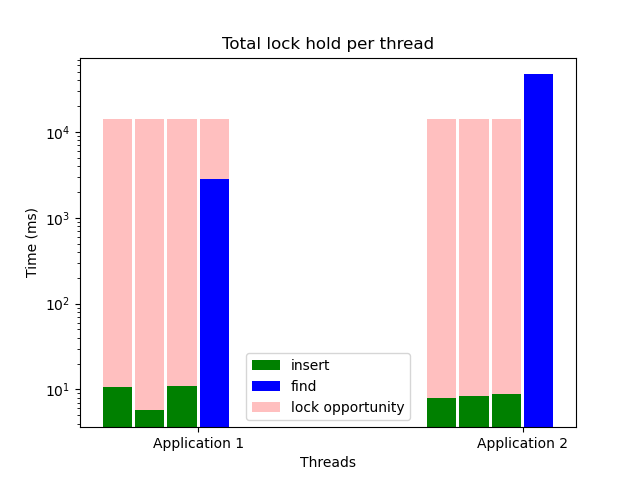 Total lock hold per thread
Time (ms)
10⁴
10³
10²
10¹
insert
find
lock opportunity
Application 1
Application 2
Threads